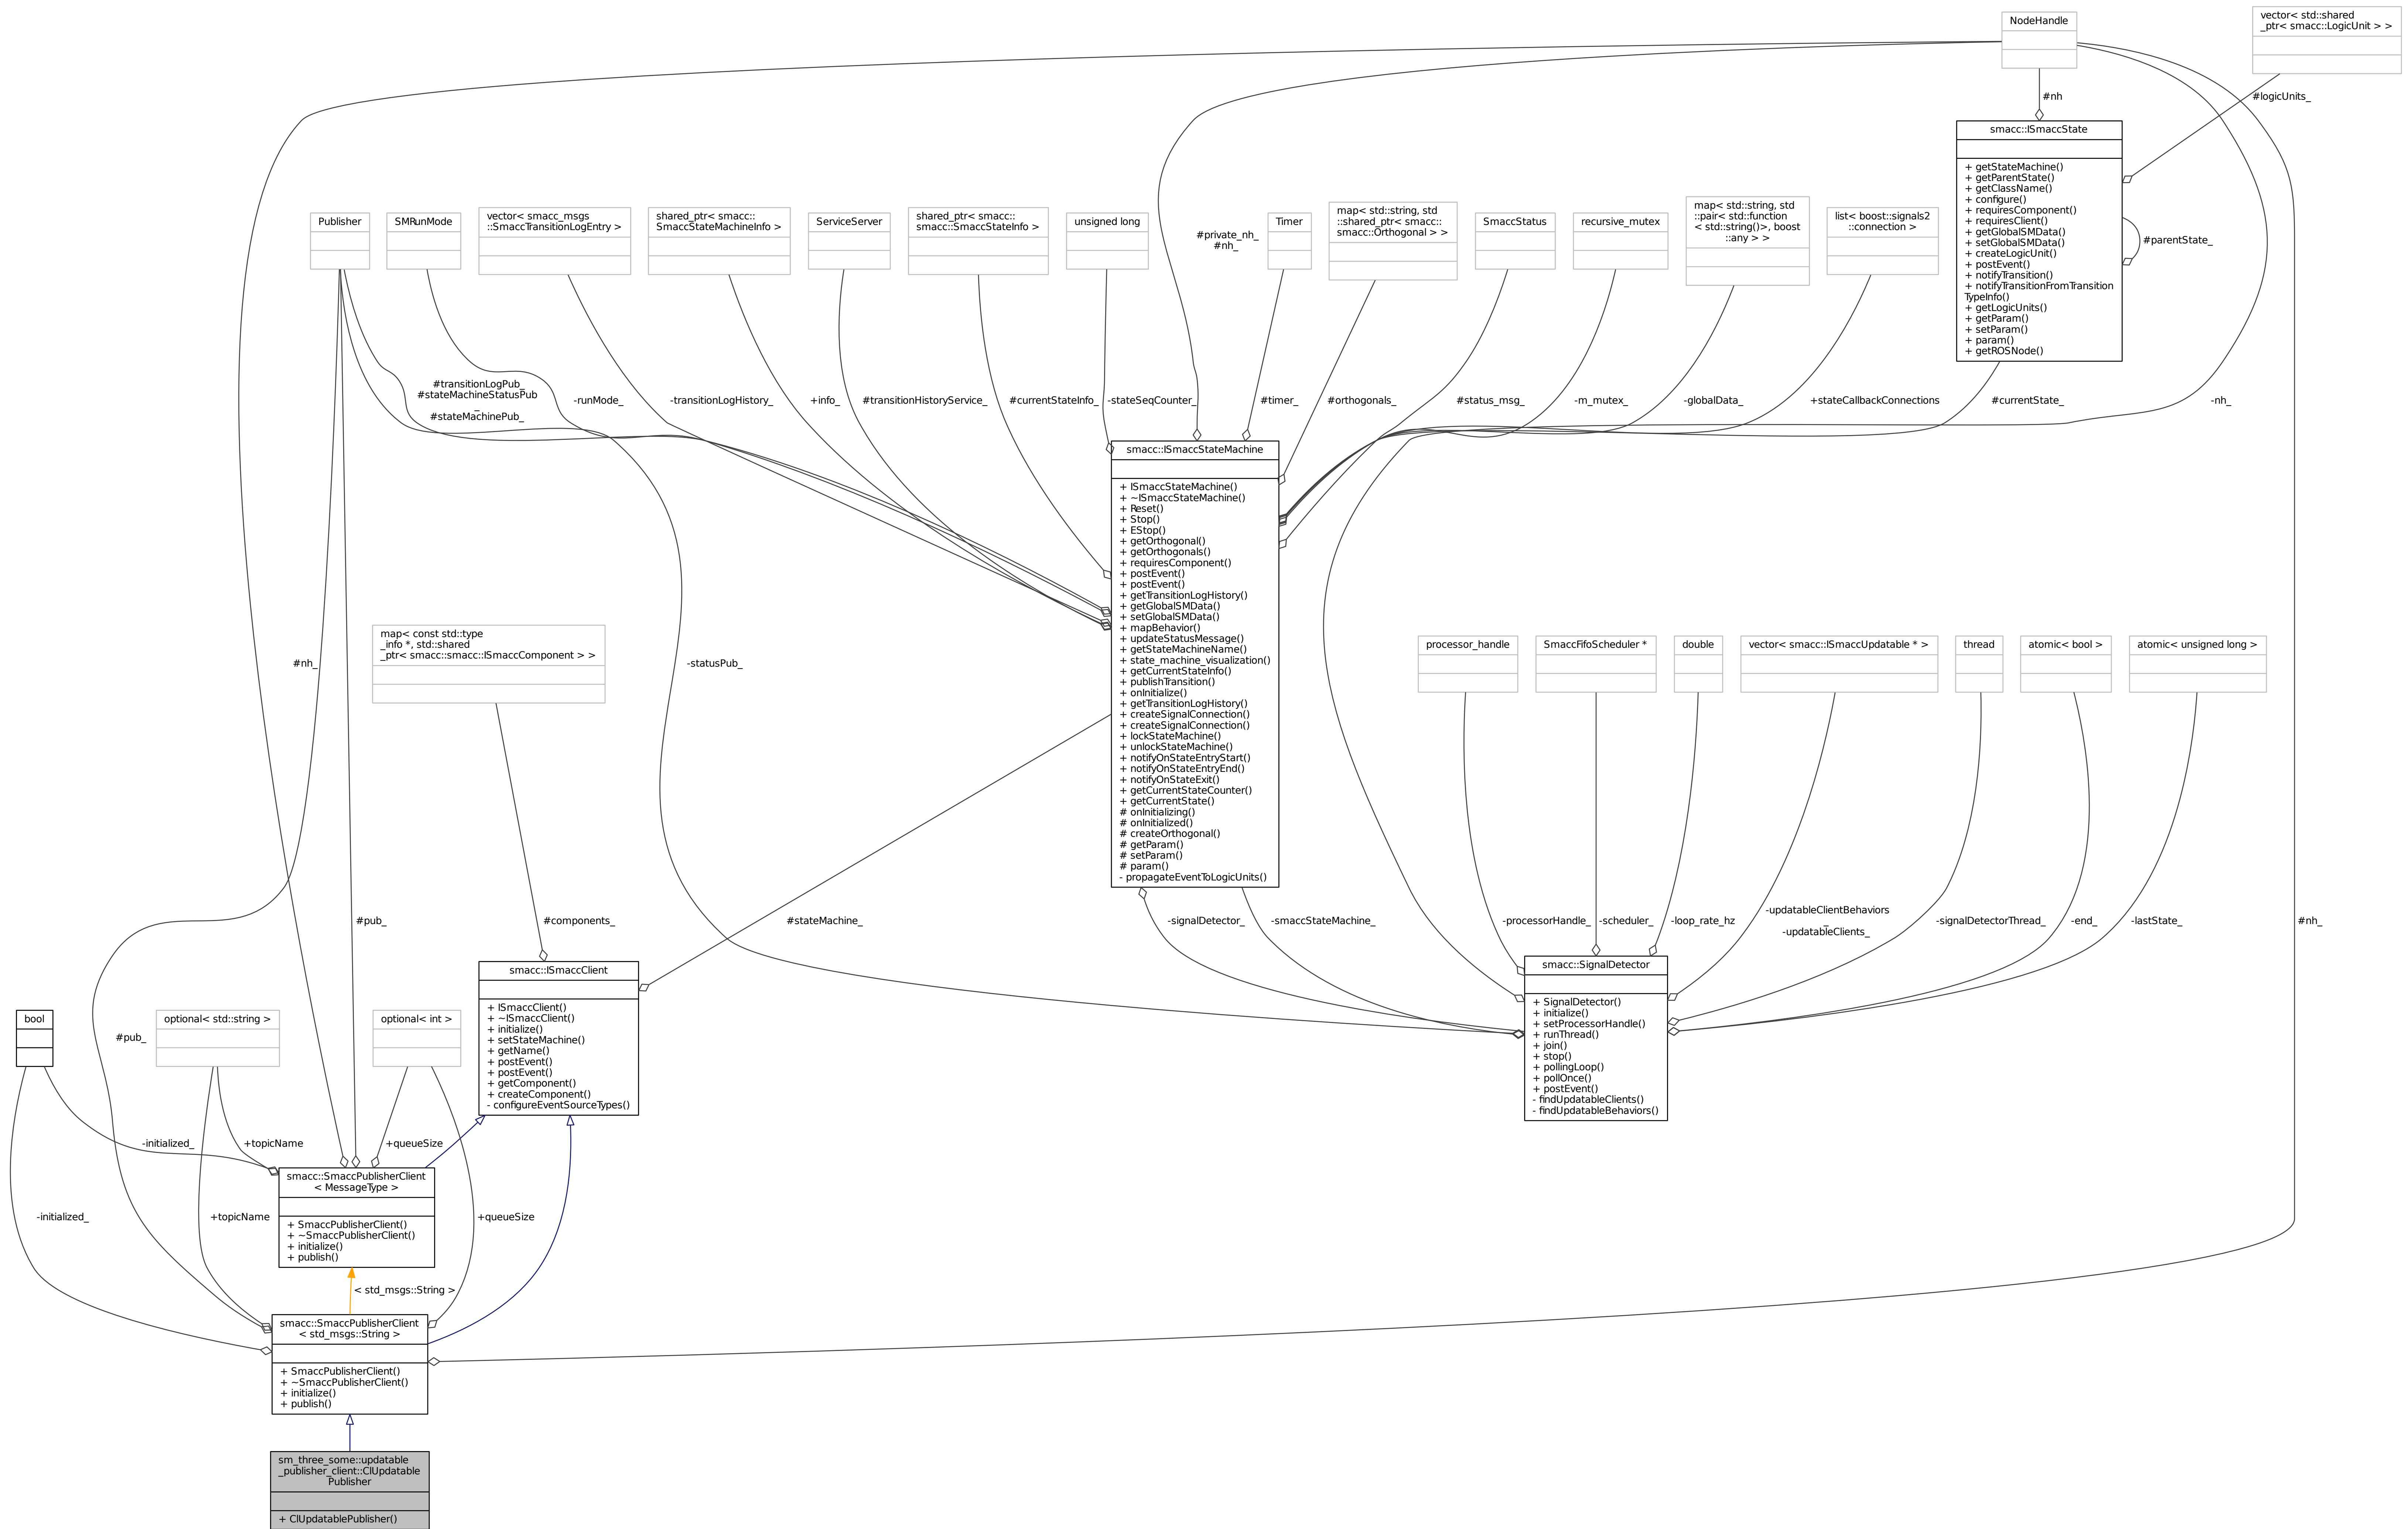 NodeHandle
vector< std::shared
_ptr< smacc::LogicUnit > >
#nh
#logicUnits_
smacc::ISmaccState
+ getStateMachine()
+ getParentState()
+ getClassName()
+ configure()
+ requiresComponent()
+ requiresClient()
+ getGlobalSMData()
+ setGlobalSMData()
+ createLogicUnit()
+ postEvent()
+ notifyTransition()
+ notifyTransitionFromTransition
TypeInfo()
+ getLogicUnits()
+ getParam()
+ setParam()
+ param()
+ getROSNode()
#parentState_
Publisher
SMRunMode
vector< smacc_msgs
::SmaccTransitionLogEntry >
shared_ptr< smacc::
SmaccStateMachineInfo >
ServiceServer
shared_ptr< smacc::
smacc::SmaccStateInfo >
unsigned long
#private_nh_
#nh_
Timer
map< std::string, std
::shared_ptr< smacc::
smacc::Orthogonal > >
SmaccStatus
recursive_mutex
map< std::string, std
::pair< std::function
< std::string()>, boost
::any > >
list< boost::signals2
::connection >
#transitionLogPub_
#stateMachineStatusPub
_
#stateMachinePub_
-runMode_
-transitionLogHistory_
+info_
#transitionHistoryService_
#currentStateInfo_
-stateSeqCounter_
#timer_
#orthogonals_
#status_msg_
-m_mutex_
-globalData_
+stateCallbackConnections
#currentState_
-nh_
smacc::ISmaccStateMachine
+ ISmaccStateMachine()
+ ~ISmaccStateMachine()
+ Reset()
+ Stop()
+ EStop()
+ getOrthogonal()
+ getOrthogonals()
+ requiresComponent()
+ postEvent()
+ postEvent()
+ getTransitionLogHistory()
+ getGlobalSMData()
+ setGlobalSMData()
+ mapBehavior()
+ updateStatusMessage()
+ getStateMachineName()
+ state_machine_visualization()
+ getCurrentStateInfo()
+ publishTransition()
+ onInitialize()
+ getTransitionLogHistory()
+ createSignalConnection()
+ createSignalConnection()
+ lockStateMachine()
+ unlockStateMachine()
+ notifyOnStateEntryStart()
+ notifyOnStateEntryEnd()
+ notifyOnStateExit()
+ getCurrentStateCounter()
+ getCurrentState()
# onInitializing()
# onInitialized()
# createOrthogonal()
# getParam()
# setParam()
# param()
- propagateEventToLogicUnits()
map< const std::type
_info *, std::shared
_ptr< smacc::smacc::ISmaccComponent > >
#nh_
-statusPub_
processor_handle
SmaccFifoScheduler *
double
vector< smacc::ISmaccUpdatable * >
thread
atomic< bool >
atomic< unsigned long >
#pub_
#components_
#stateMachine_
-signalDetector_
-smaccStateMachine_
-processorHandle_
-scheduler_
-loop_rate_hz
-updatableClientBehaviors
_
-updatableClients_
-signalDetectorThread_
-end_
-lastState_
#nh_
smacc::ISmaccClient
+ ISmaccClient()
+ ~ISmaccClient()
+ initialize()
+ setStateMachine()
+ getName()
+ postEvent()
+ postEvent()
+ getComponent()
+ createComponent()
- configureEventSourceTypes()
smacc::SignalDetector
+ SignalDetector()
+ initialize()
+ setProcessorHandle()
+ runThread()
+ join()
+ stop()
+ pollingLoop()
+ pollOnce()
+ postEvent()
- findUpdatableClients()
- findUpdatableBehaviors()
bool
#pub_
optional< std::string >
optional< int >
-initialized_
+topicName
+queueSize
smacc::SmaccPublisherClient
< MessageType >
+ SmaccPublisherClient()
+ ~SmaccPublisherClient()
+ initialize()
+ publish()
-initialized_
+topicName
+queueSize
< std_msgs::String >
smacc::SmaccPublisherClient
< std_msgs::String >
+ SmaccPublisherClient()
+ ~SmaccPublisherClient()
+ initialize()
+ publish()
sm_three_some::updatable
_publisher_client::ClUpdatable
Publisher
+ ClUpdatablePublisher()